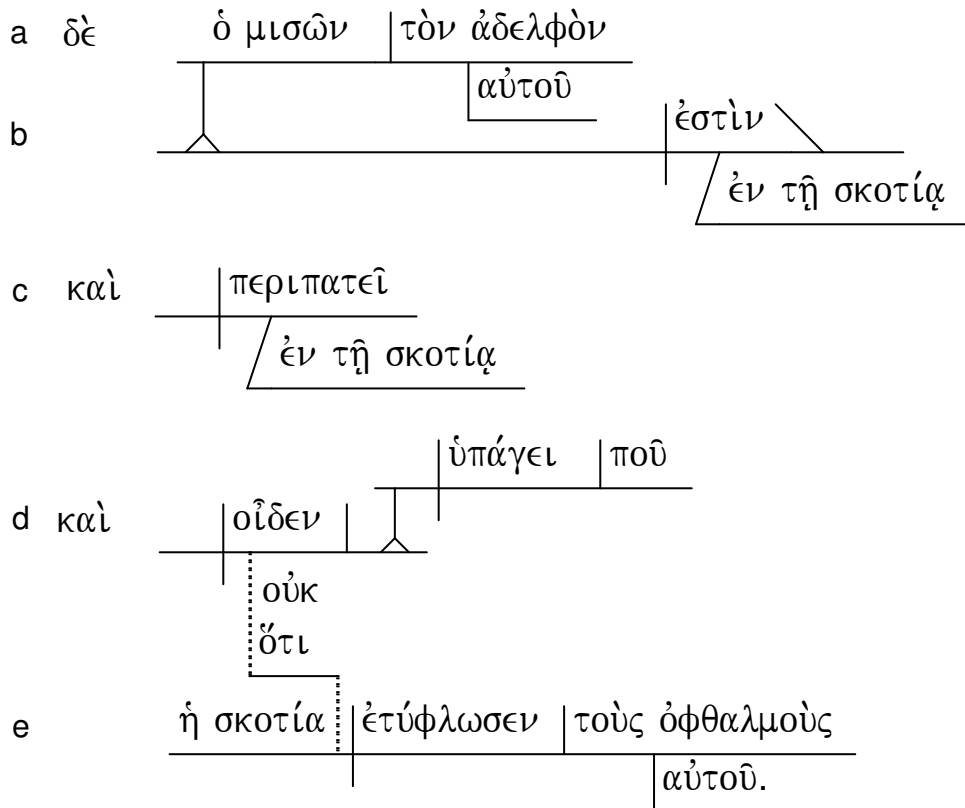 a δὲ ὁ μισῶν τὸν ἀδελφὸν
αὐτοῦ
b ἐστὶν
ἐν τῇ σκοτίᾳ
c καὶ περιπατεῖ
ἐν τῇ σκοτίᾳ
ὑπάγει ποῦ
d καὶ οἶδεν
οὐκ
ὅτι
e ἡ σκοτία ἐτύφλωσεν τοὺς ὀφθαλμοὺς
αὐτοῦ.